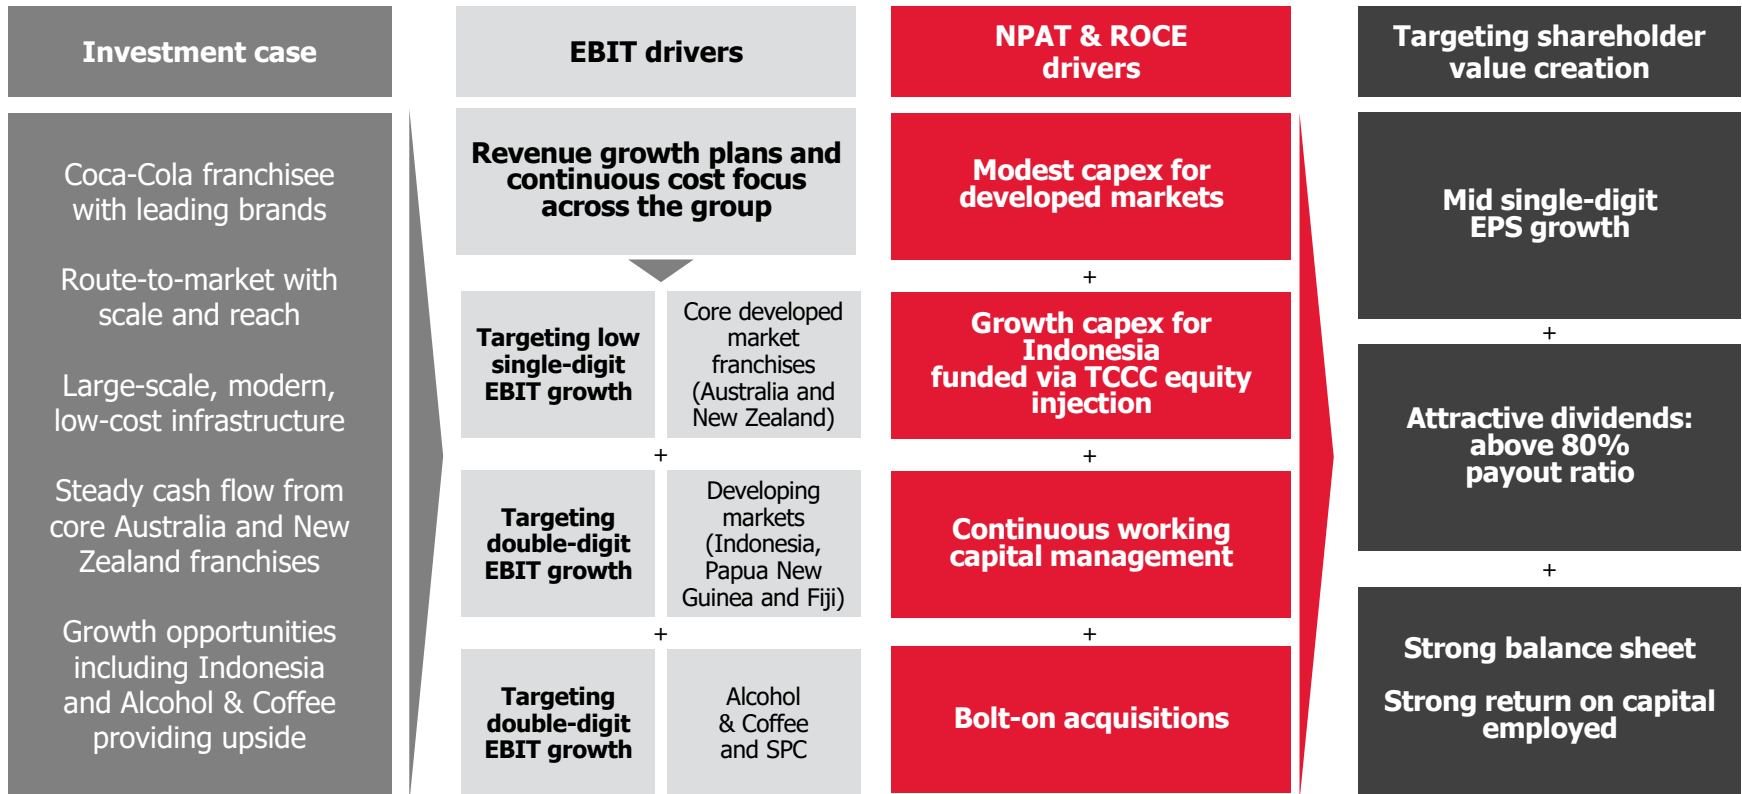 Investment case
Coca-Cola franchisee
with leading brands
Route-to-market with
scale and reach
Large-scale, modern,
low-cost infrastructure
Steady cash flow from
core Australia and New
Zealand franchises
Growth opportunities
including Indonesia
and Alcohol & Coffee
providing upside
EBIT drivers
Revenue growth plans and
continuous cost focus
across the group
Targeting low
single-digit
EBIT growth
Core developed
market
franchises
(Australia and
New Zealand)
+
Targeting
double-digit
EBIT growth
Developing
markets
(Indonesia,
Papua New
Guinea and Fiji)
+
Targeting
double-digit
EBIT growth
Alcohol
& Coffee
and SPC
NPAT & ROCE
drivers
Modest capex for
developed markets
+
Growth capex for
Indonesia
funded via TCCC equity
injection
+
Continuous working
capital management
+
Bolt-on acquisitions
Targeting shareholder
value creation
Mid single-digit
EPS growth
+
Attractive dividends:
above 80%
payout ratio
+
Strong balance sheet
Strong return on capital
employed